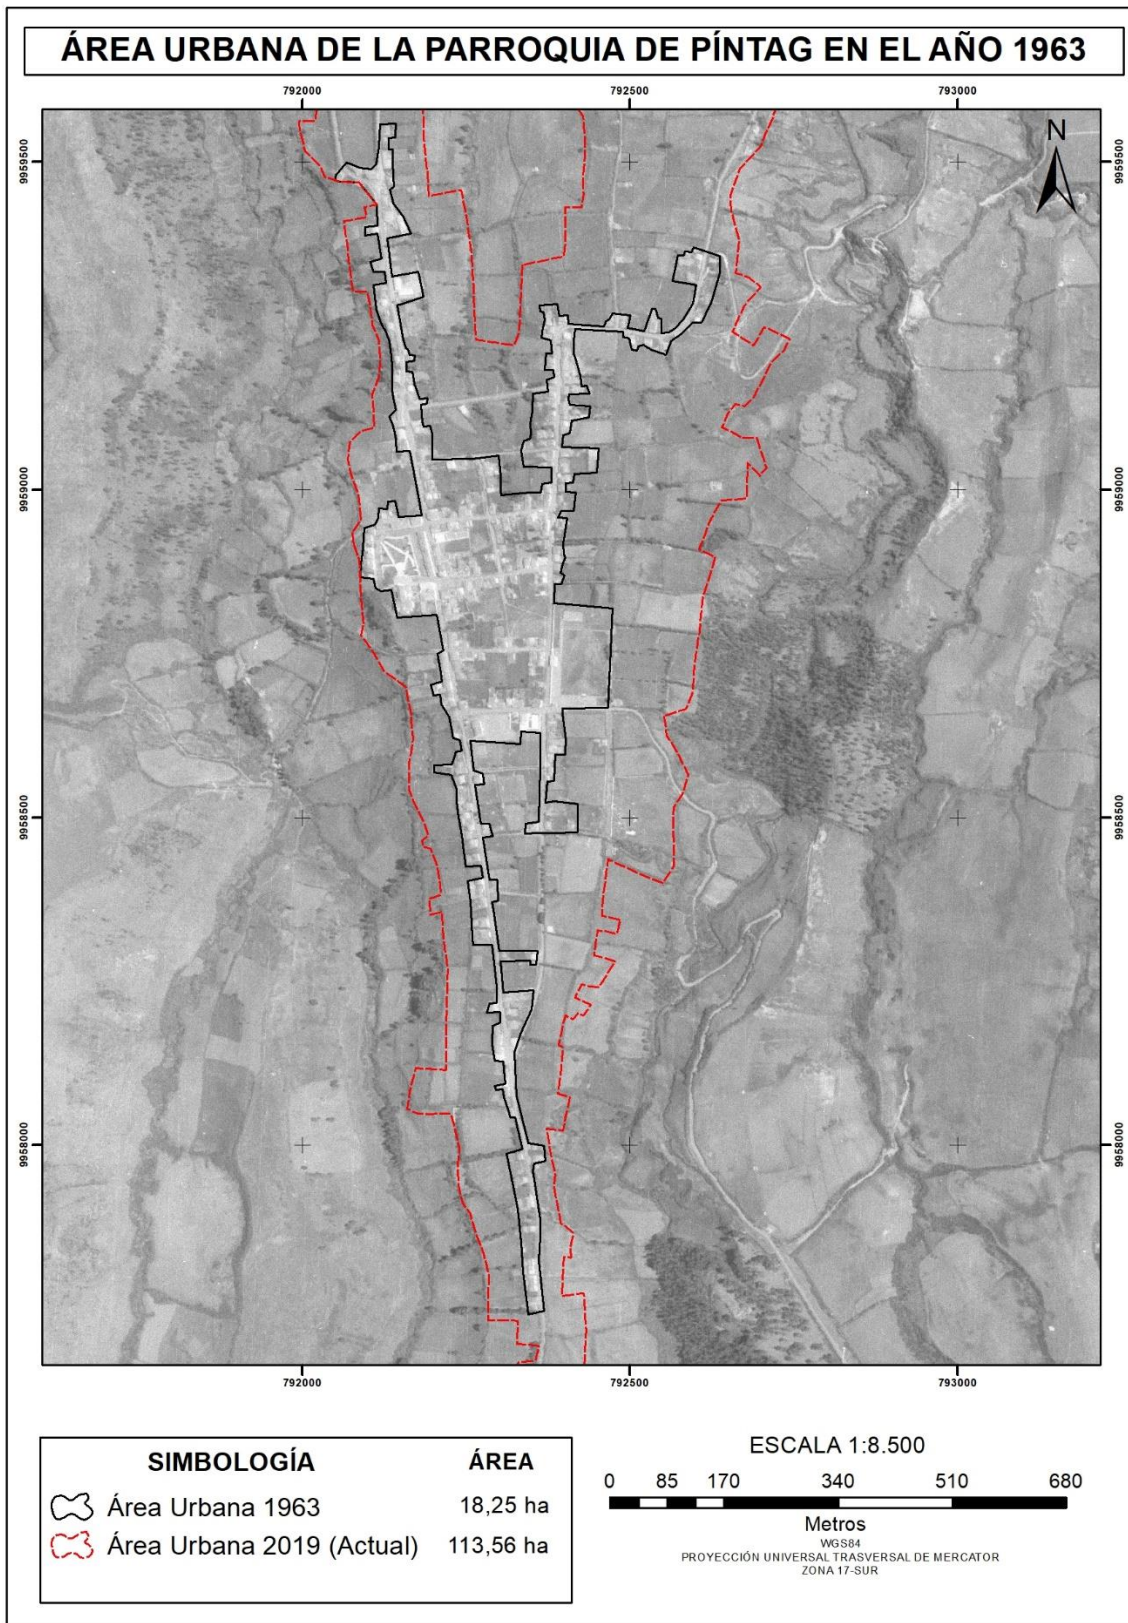 ÁREA URBANA DE LA PARROQUIA DE PÍNTAG EN EL AÑO 1963
792000 792500 793000
N
9959500 9959500
9959000 9959000
9958500 9958500
9958000 9958000
792000 792500 793000
SIMBOLOGÍA ÁREA
Área Urbana 1963 18,25 ha
Área Urbana 2019 (Actual) 113,56 ha
ESCALA 1:8.500
0 85 170 340 510 680
Metros
WGS84
PROYECCIÓN UNIVERSAL TRASVERSAL DE MERCATOR
ZONA 17-SUR